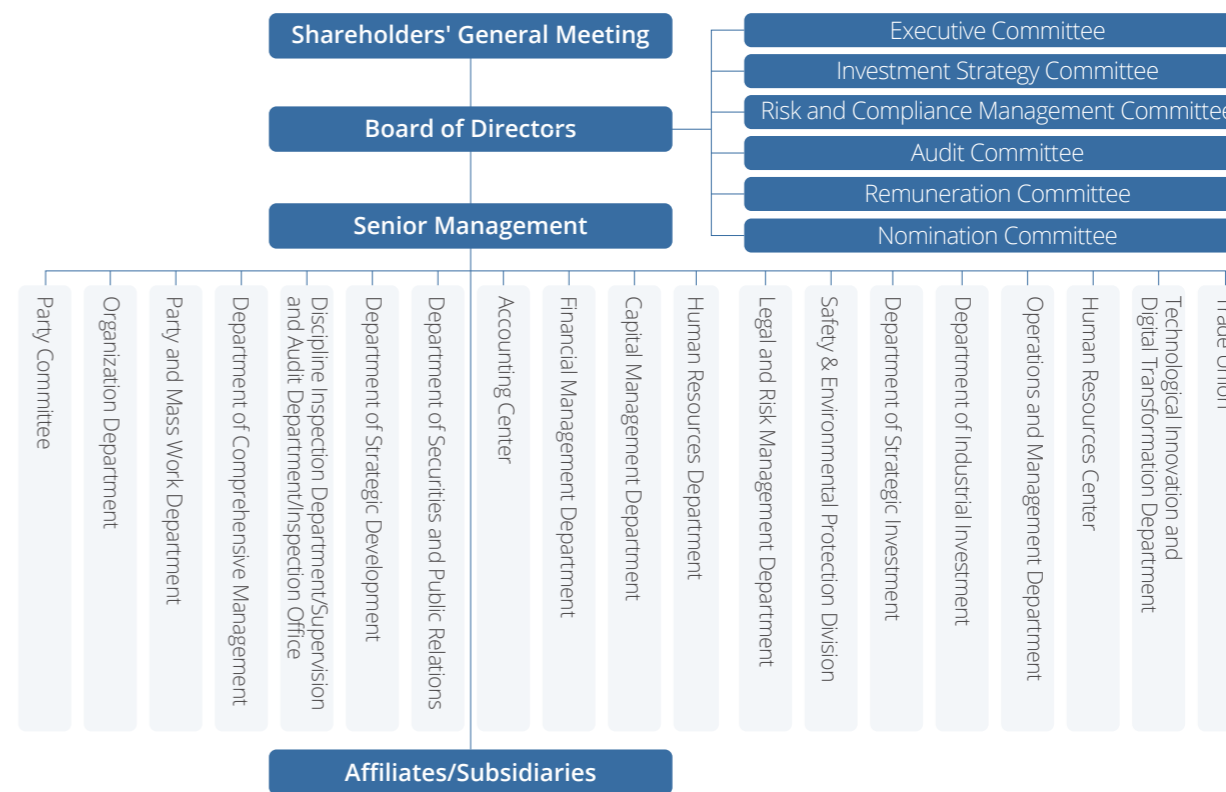 Shareholders' General Meeting
Executive Committee
Investment Strategy Committee
Risk and Compliance Management Committee
Board of Directors
Audit Committee
Remuneration Committee
Senior Management
Nomination Committee
Party Committee
Organization Department
Party and Mass Work Department
Department of Comprehensive Management
Discipline Inspection Department/Supervision
and Audit Department/Inspection Office
Department of Strategic Development
Department of Securities and Public Relations
Accounting Center
Financial Management Department
Capital Management Department
Human Resources Department
Legal and Risk Management Department
Safety & Environmental Protection Division
Department of Strategic Investment
Department of Industrial Investment
Operations and Management Department
Human Resources Center
Technological Innovation and
Digital Transformation Department
Trade Union
Affiliates/Subsidiaries